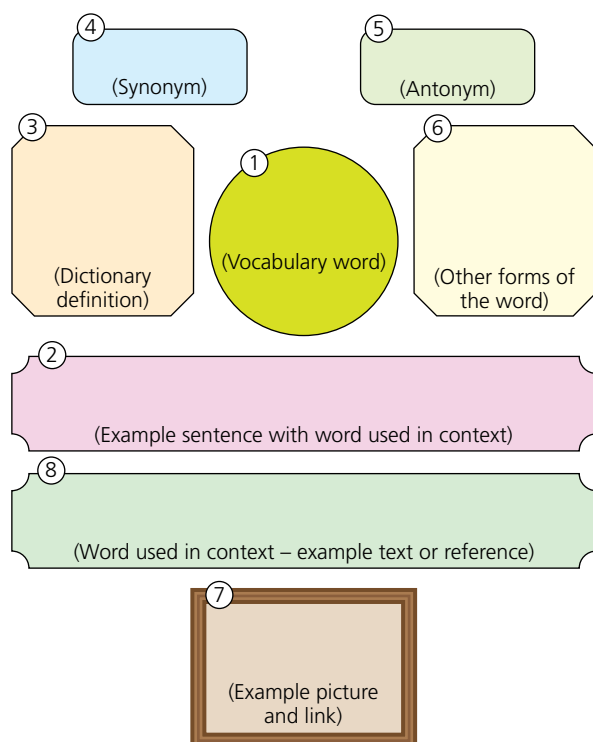 4
(Synonym)
5
(Antonym)
3
(Dictionary
definition)
1
(Vocabulary word)
6
(Other forms of
the word)
2
(Example sentence with word used in context)
8
(Word used in context – example text or reference)
7
(Example picture
and link)